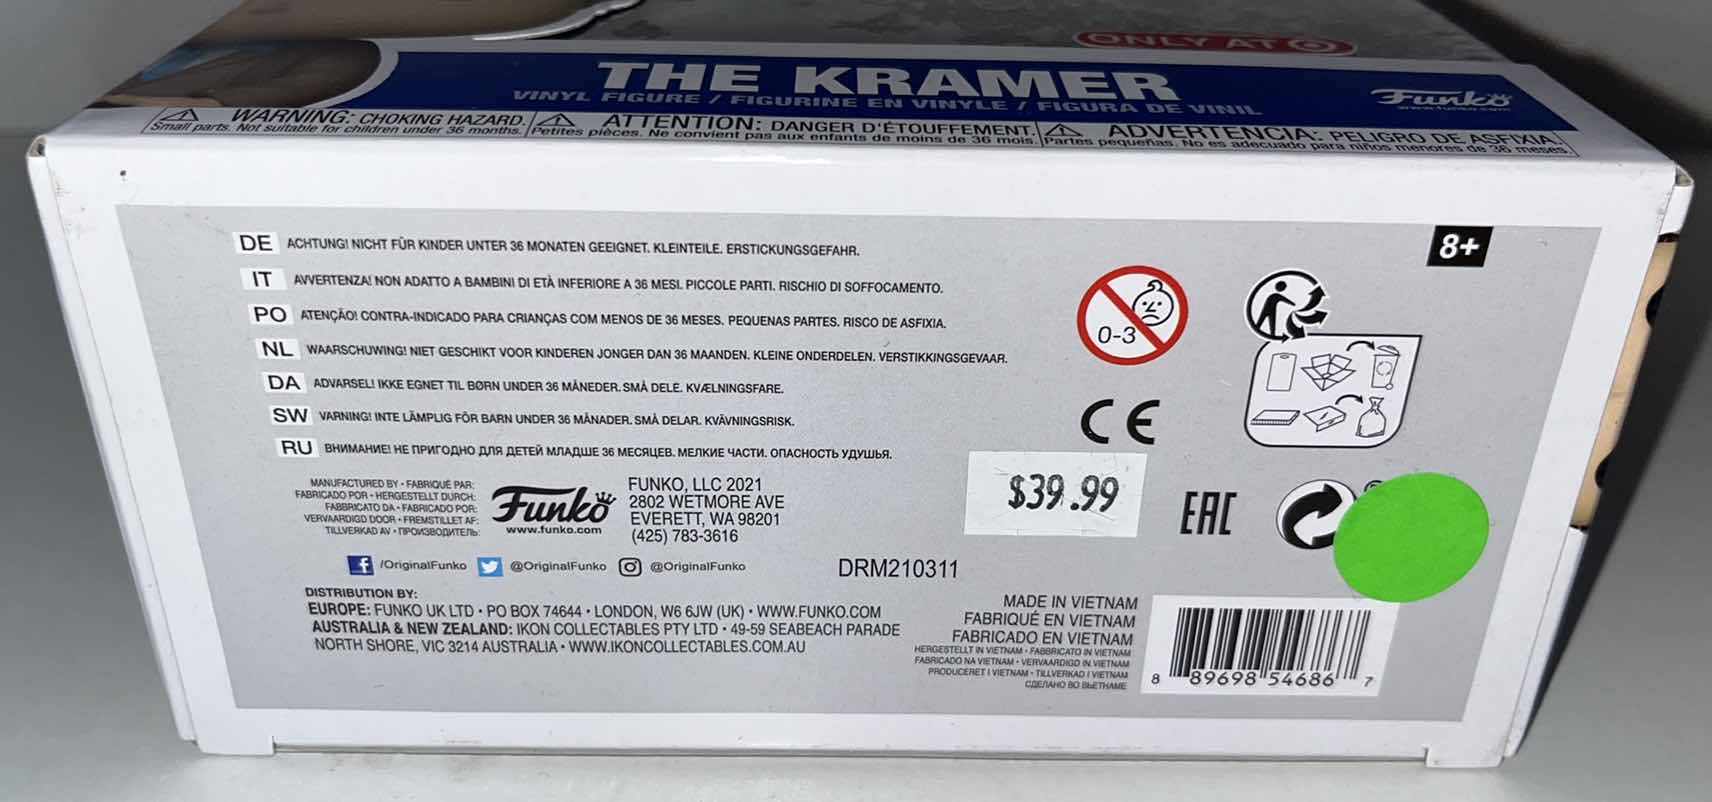 ONLY AT
THE KRAMER
VINYL FIGURE / FIGURINE EN VINYLE / FIGURA DE VINIL
Funko
www.funko.com
WARNING: CHOKING HAZARD.
Small parts. Not suitable for children under 36 months.
ATTENTION: DANGER D'ÉTOUFFEMENT.
Petites pièces. Ne convient pas aux enfants de moins de 36 mois.
ADVERTENCIA: PELIGRO DE ASFIXIA.
Partes pequeñas. No es adecuado para niños menores de 36 meses.
8+
DE ACHTUNG! NICHT FÜR KINDER UNTER 36 MONATEN GEEIGNET. KLEINTEILE. ERSTICKUNGSGEFAHR.
IT AVVERTENZA! NON ADATTO A BAMBINI DI ETÀ INFERIORE A 36 MESI. PICCOLE PARTI. RISCHIO DI SOFFOCAMENTO.
PO ATENÇÃO! CONTRA-INDICADO PARA CRIANÇAS COM MENOS DE 36 MESES. PEQUENAS PARTES. RISCO DE ASFIXIA.
NL WAARSCHUWING! NIET GESCHIKT VOOR KINDEREN JONGER DAN 36 MAANDEN. KLEINE ONDERDELEN. VERSTIKKINGSGEVAAR.
DA ADVARSEL! IKKE EGNET TIL BØRN UNDER 36 MÅNEDER. SMÅ DELE. KVÆLNINGSFARE.
SW VARNING! INTE LÄMPLIG FÖR BARN UNDER 36 MÅNADER. SMÅ DELAR. KVÄVNINGSRISK.
RU ВНИМАНИЕ! НЕ ПРИГОДНО ДЛЯ ДЕТЕЙ МЛАДШЕ 36 МЕСЯЦЕВ. МЕЛКИЕ ЧАСТИ. ОПАСНОСТЬ УДУШЬЯ.
0-3
CE
MANUFACTURED BY • FABRIQUÉ PAR:
FABRICADO POR • HERGESTELLT DURCH:
FABBRICATO DA • FABRICADO POR:
VERVAARDIGD DOOR • FREMSTILLET AF:
TILLVERKAD AV • ПРОИЗВОДИТЕЛЬ:
Funko
www.funko.com
FUNKO, LLC 2021
2802 WETMORE AVE
EVERETT, WA 98201
(425) 783-3616
$39.99
EAC
/OriginalFunko @OriginalFunko @OriginalFunko
DRM210311
DISTRIBUTION BY:
EUROPE: FUNKO UK LTD • PO BOX 74644 • LONDON, W6 6JW (UK) • WWW.FUNKO.COM
AUSTRALIA & NEW ZEALAND: IKON COLLECTABLES PTY LTD • 49-59 SEABEACH PARADE
NORTH SHORE, VIC 3214 AUSTRALIA • WWW.IKONCOLLECTABLES.COM.AU
MADE IN VIETNAM
FABRIQUÉ EN VIETNAM
FABRICADO EN VIETNAM
HERGESTELLT IN VIETNAM • FABBRICATO IN VIETNAM
FABRICADO NA VIETNAM • VERVAARDIGD IN VIETNAM
PRODUCERET I VIETNAM • TILLVERKAD I VIETNAM
СДЕЛАНО ВО ВЬЕТНАМЕ
8 89698 54686 7